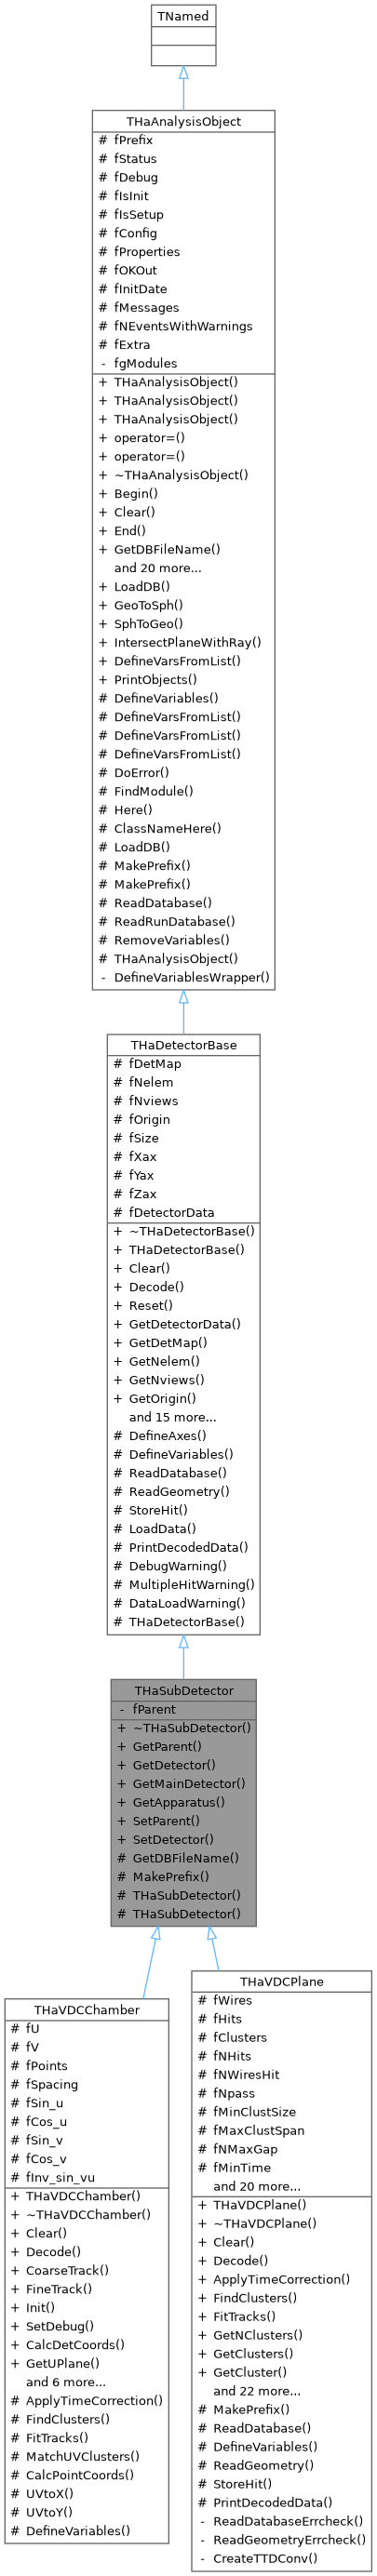 TNamed
THaAnalysisObject
# fPrefix
# fStatus
# fDebug
# fIsInit
# fIsSetup
# fConfig
# fProperties
# fOKOut
# fInitDate
# fMessages
# fNEventsWithWarnings
# fExtra
- fgModules
+ THaAnalysisObject()
+ THaAnalysisObject()
+ THaAnalysisObject()
+ operator=()
+ operator=()
+ ~THaAnalysisObject()
+ Begin()
+ Clear()
+ End()
+ GetDBFileName()
and 20 more...
+ LoadDB()
+ GeoToSph()
+ SphToGeo()
+ IntersectPlaneWithRay()
+ DefineVarsFromList()
+ PrintObjects()
# DefineVariables()
# DefineVarsFromList()
# DefineVarsFromList()
# DefineVarsFromList()
# DoError()
# FindModule()
# Here()
# ClassNameHere()
# LoadDB()
# MakePrefix()
# MakePrefix()
# ReadDatabase()
# ReadRunDatabase()
# RemoveVariables()
# THaAnalysisObject()
- DefineVariablesWrapper()
THaDetectorBase
# fDetMap
# fNelem
# fNviews
# fOrigin
# fSize
# fXax
# fYax
# fZax
# fDetectorData
+ ~THaDetectorBase()
+ THaDetectorBase()
+ Clear()
+ Decode()
+ Reset()
+ GetDetectorData()
+ GetDetMap()
+ GetNelem()
+ GetNviews()
+ GetOrigin()
and 15 more...
# DefineAxes()
# DefineVariables()
# ReadDatabase()
# ReadGeometry()
# StoreHit()
# LoadData()
# PrintDecodedData()
# DebugWarning()
# MultipleHitWarning()
# DataLoadWarning()
# THaDetectorBase()
THaSubDetector
- fParent
+ ~THaSubDetector()
+ GetParent()
+ GetDetector()
+ GetMainDetector()
+ GetApparatus()
+ SetParent()
+ SetDetector()
# GetDBFileName()
# MakePrefix()
# THaSubDetector()
# THaSubDetector()
THaVDCChamber
# fU
# fV
# fPoints
# fSpacing
# fSin_u
# fCos_u
# fSin_v
# fCos_v
# fInv_sin_vu
+ THaVDCChamber()
+ ~THaVDCChamber()
+ Clear()
+ Decode()
+ CoarseTrack()
+ FineTrack()
+ Init()
+ SetDebug()
+ CalcDetCoords()
+ GetUPlane()
and 6 more...
# ApplyTimeCorrection()
# FindClusters()
# FitTracks()
# MatchUVClusters()
# CalcPointCoords()
# UVtoX()
# UVtoY()
# DefineVariables()
THaVDCPlane
# fWires
# fHits
# fClusters
# fNHits
# fNWiresHit
# fNpass
# fMinClustSize
# fMaxClustSpan
# fNMaxGap
# fMinTime
and 20 more...
+ THaVDCPlane()
+ ~THaVDCPlane()
+ Clear()
+ Decode()
+ ApplyTimeCorrection()
+ FindClusters()
+ FitTracks()
+ GetNClusters()
+ GetClusters()
+ GetCluster()
and 22 more...
# MakePrefix()
# ReadDatabase()
# DefineVariables()
# ReadGeometry()
# StoreHit()
# PrintDecodedData()
- ReadDatabaseErrcheck()
- ReadGeometryErrcheck()
- CreateTTDConv()